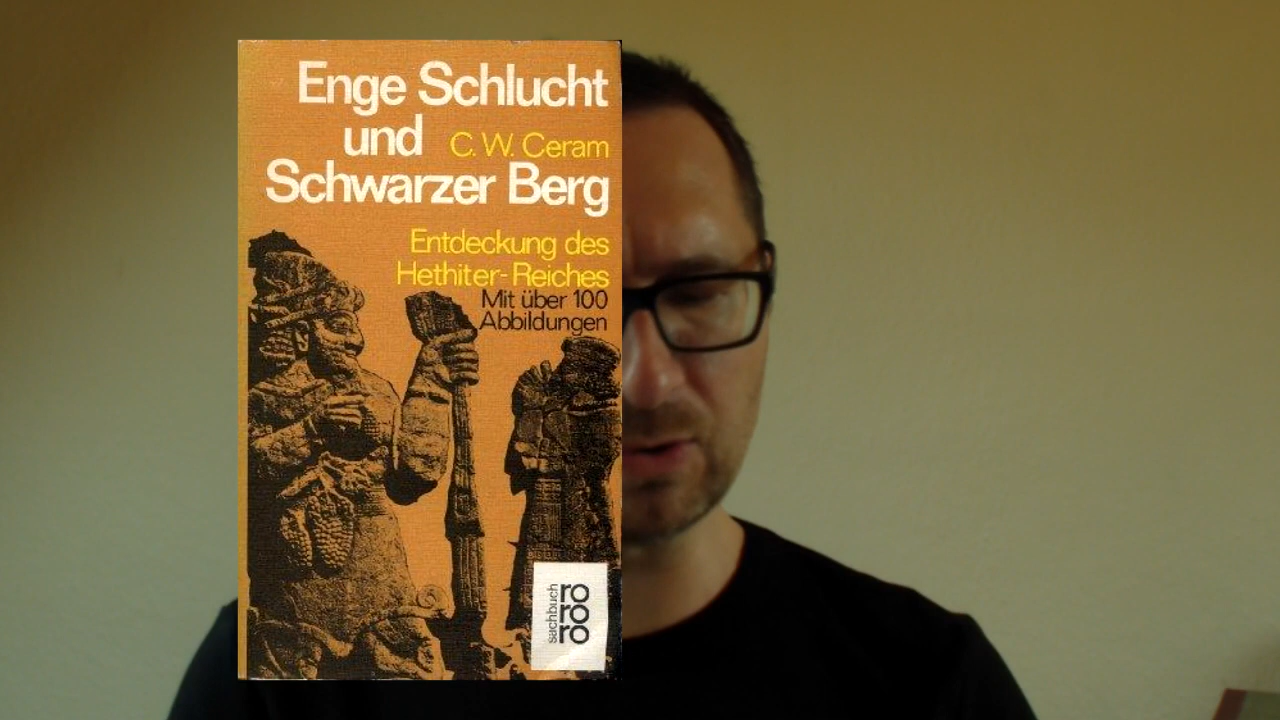 Enge Schlucht
und
C. W. Ceram
Schwarzer Berg
Entdeckung des
Hethiter-Reiches
Mit über 100
Abbildungen
sachbuch
ro
ro
ro